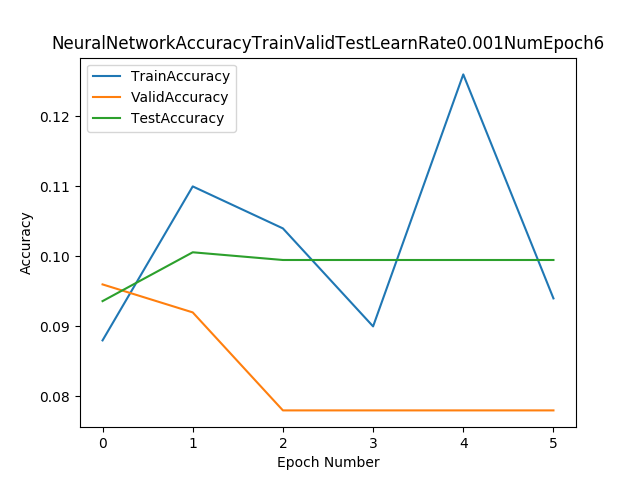 NeuralNetworkAccuracyTrainValidTestLearnRate0.001NumEpoch6
TrainAccuracy
ValidAccuracy
TestAccuracy
0.12
0.11
0.10
0.09
0.08
Accuracy
0 1 2 3 4 5
Epoch Number